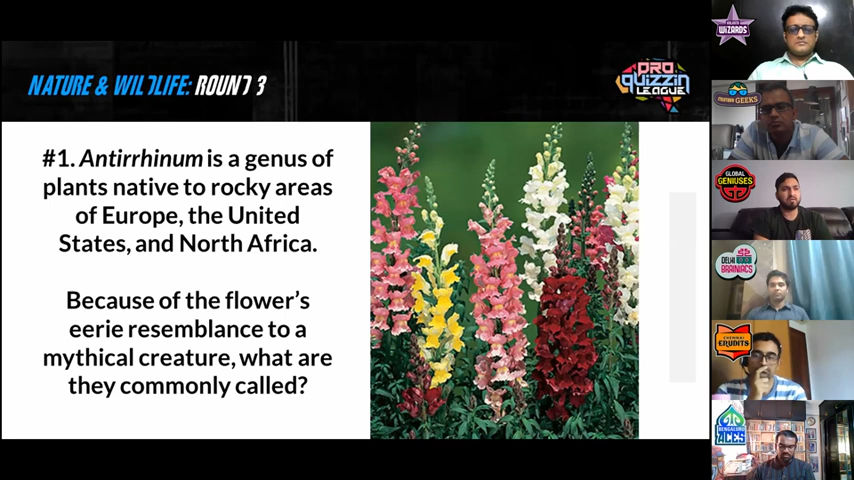 NATURE & WILDLIFE: ROUND 3
PRO
QUIZZIN
LEAGUE
#1. Antirrhinum is a genus of
plants native to rocky areas
of Europe, the United
States, and North Africa.
Because of the flower's
eerie resemblance to a
mythical creature, what are
they commonly called?
WIZARDS
GEEKS
GLOBAL
GENIUSES
DELHI
BRAINIACS
CHENNAI
ERUDITS
BENGALURU
ACES